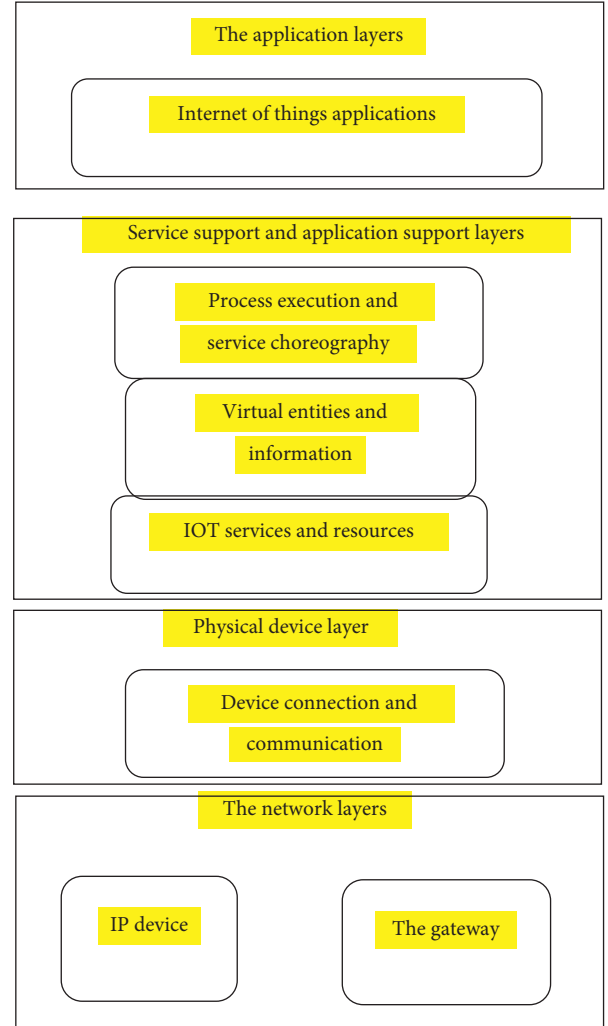 The application layers
Internet of things applications
Service support and application support layers
Process execution and
service choreography
Virtual entities and
information
IOT services and resources
Physical device layer
Device connection and
communication
The network layers
IP device
The gateway